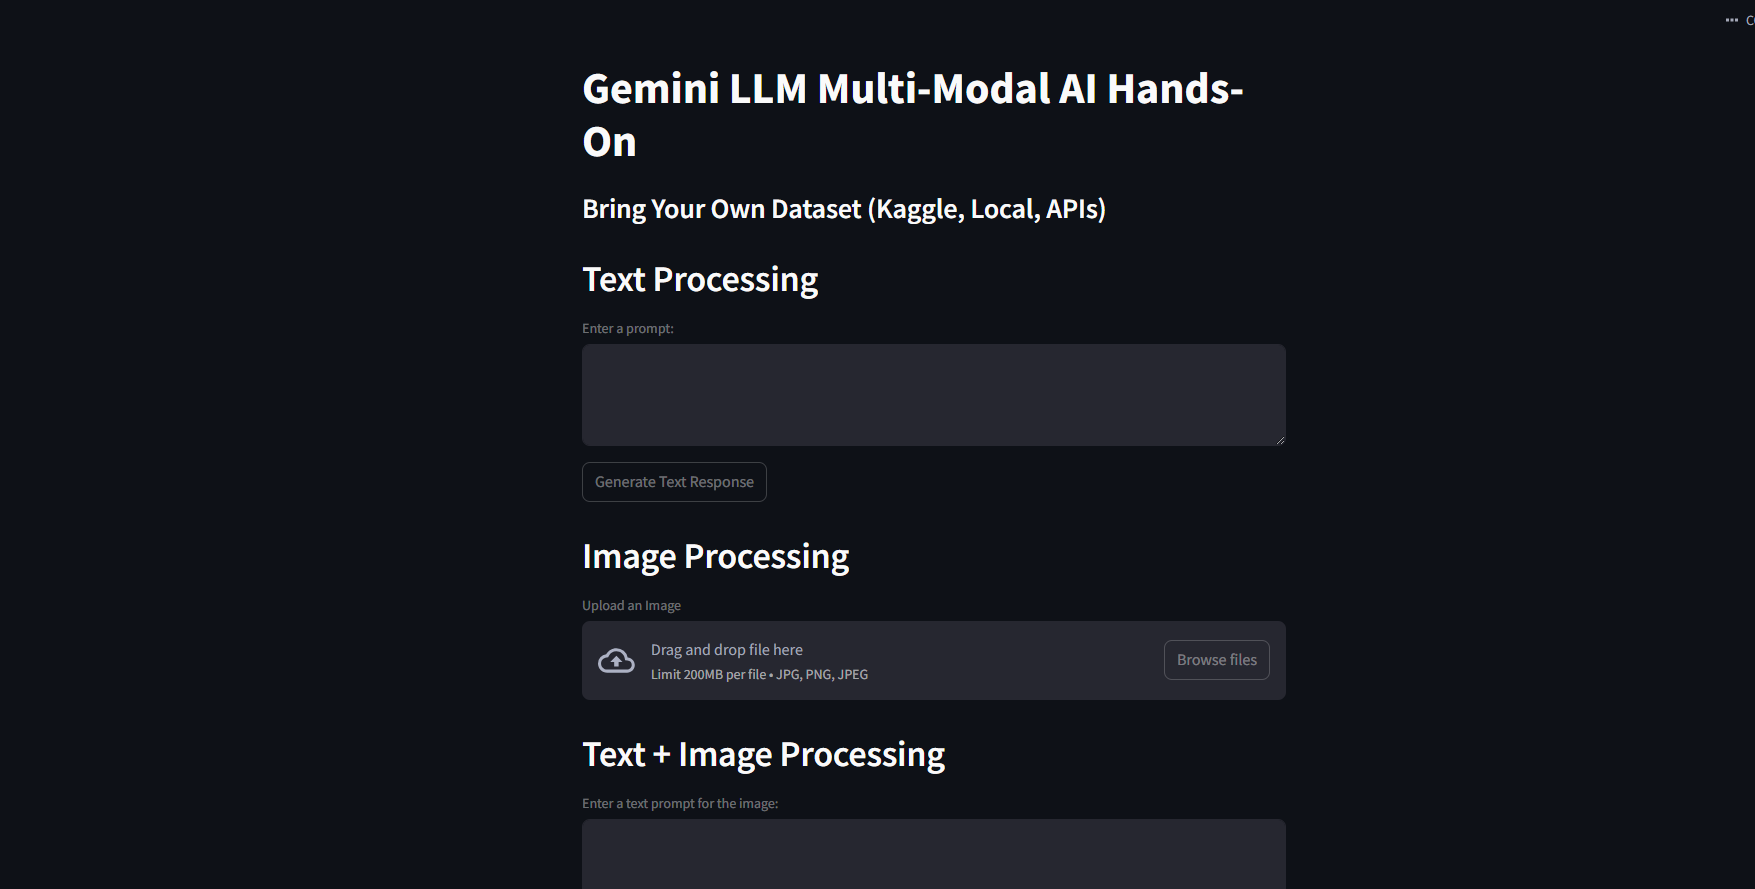 Gemini LLM Multi-Modal AI Hands-
On
Bring Your Own Dataset (Kaggle, Local, APIs)
Text Processing
Enter a prompt:
Generate Text Response
Image Processing
Upload an Image
Drag and drop file here
Limit 200MB per file • JPG, PNG, JPEG
Browse files
Text + Image Processing
Enter a text prompt for the image: